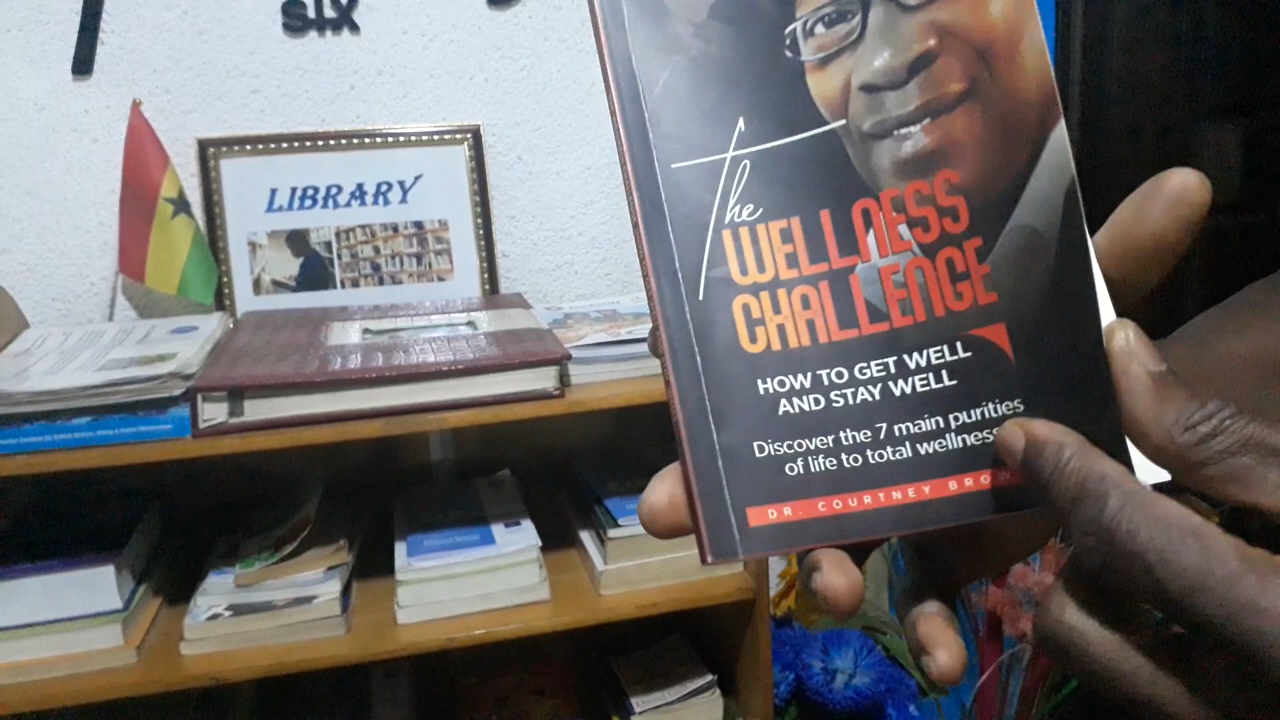 SIX
LIBRARY
The
WELLNESS
CHALLENGE
HOW TO GET WELL
AND STAY WELL
Discover the 7 main purities
of life to total wellness
DR. COURTNEY BROW